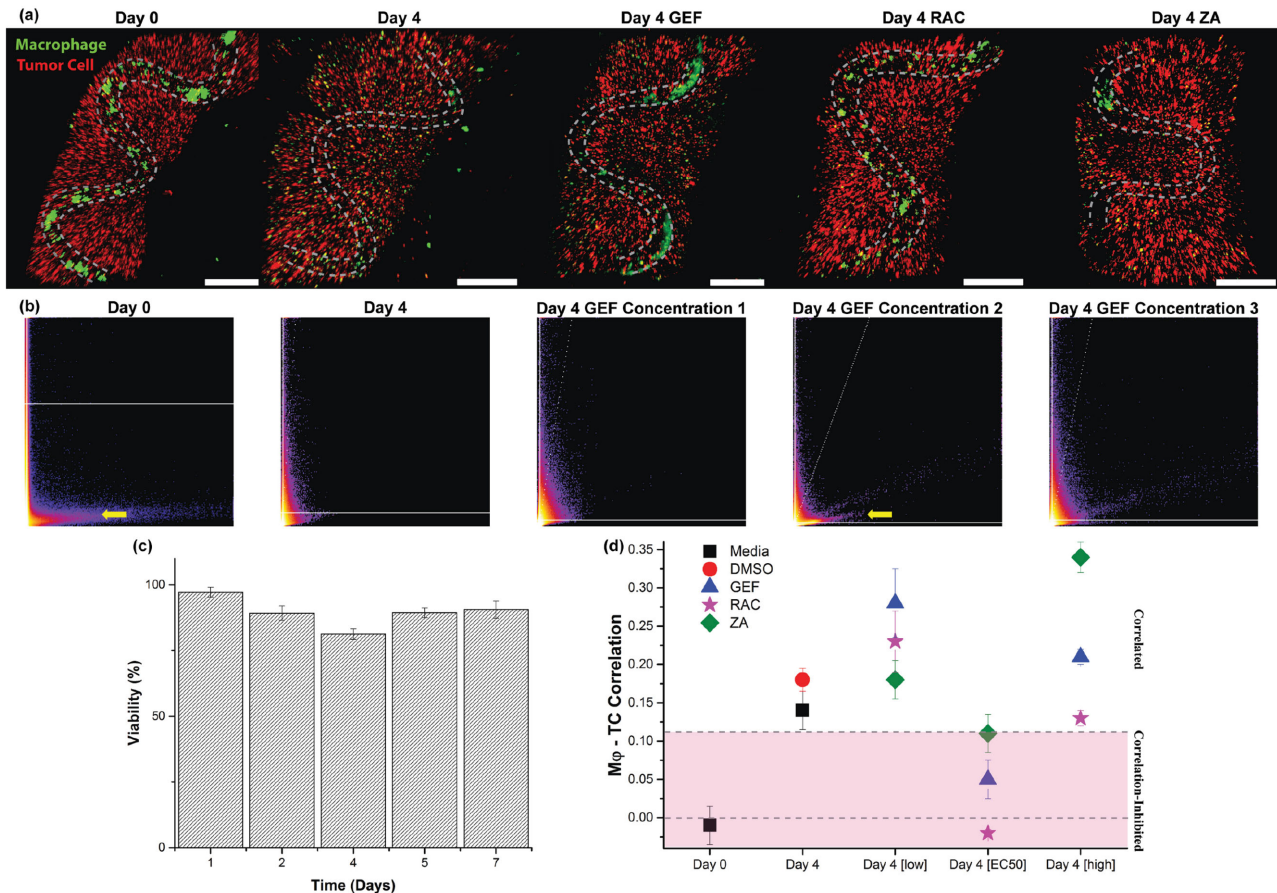 (a)
Day 0
Day 4
Day 4 GEF
Day 4 RAC
Day 4 ZA
Macrophage
Tumor Cell
(b)
Day 0
Day 4
Day 4 GEF Concentration 1
Day 4 GEF Concentration 2
Day 4 GEF Concentration 3
(c)
Viability (%)
100
50
0
1
2
4
5
7
Time (Days)
(d)
Mφ - TC Correlation
0.35
0.30
0.25
0.20
0.15
0.10
0.05
0.00
Media
DMSO
GEF
RAC
ZA
Correlated
Correlation-Inhibited
Day 0
Day 4
Day 4 [low]
Day 4 [EC50]
Day 4 [high]